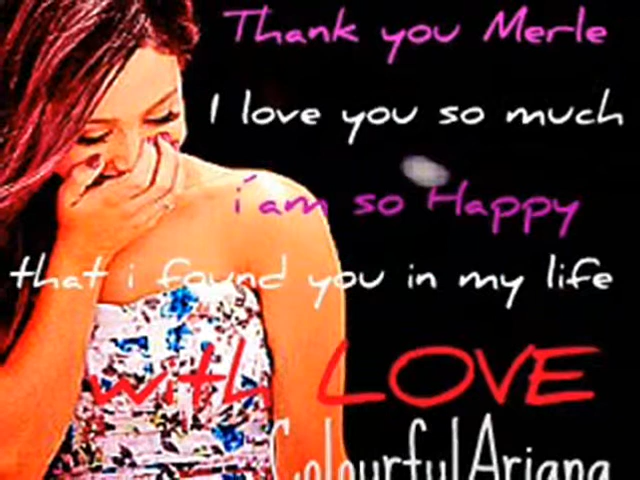 Thank you Merle
I love you so much
i am so Happy
that i found you in my life
with LOVE
ColourfulAriana